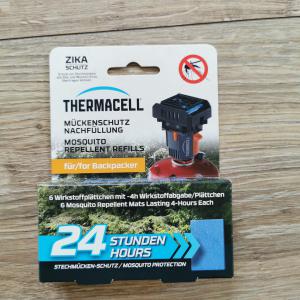 ZIKA
SCHUTZ
THERMACELL
MÜCKENSCHUTZ
NACHFÜLLUNG
MOSQUITO
REPELLENT REFILLS
für/for Backpacker
6 Wirkstoffplättchen mit ~4h Wirkstoffabgabe/Plättchen
6 Mosquito Repellent Mats Lasting 4-Hours Each
24 STUNDEN
HOURS
STECHMÜCKEN-SCHUTZ / MOSQUITO PROTECTION